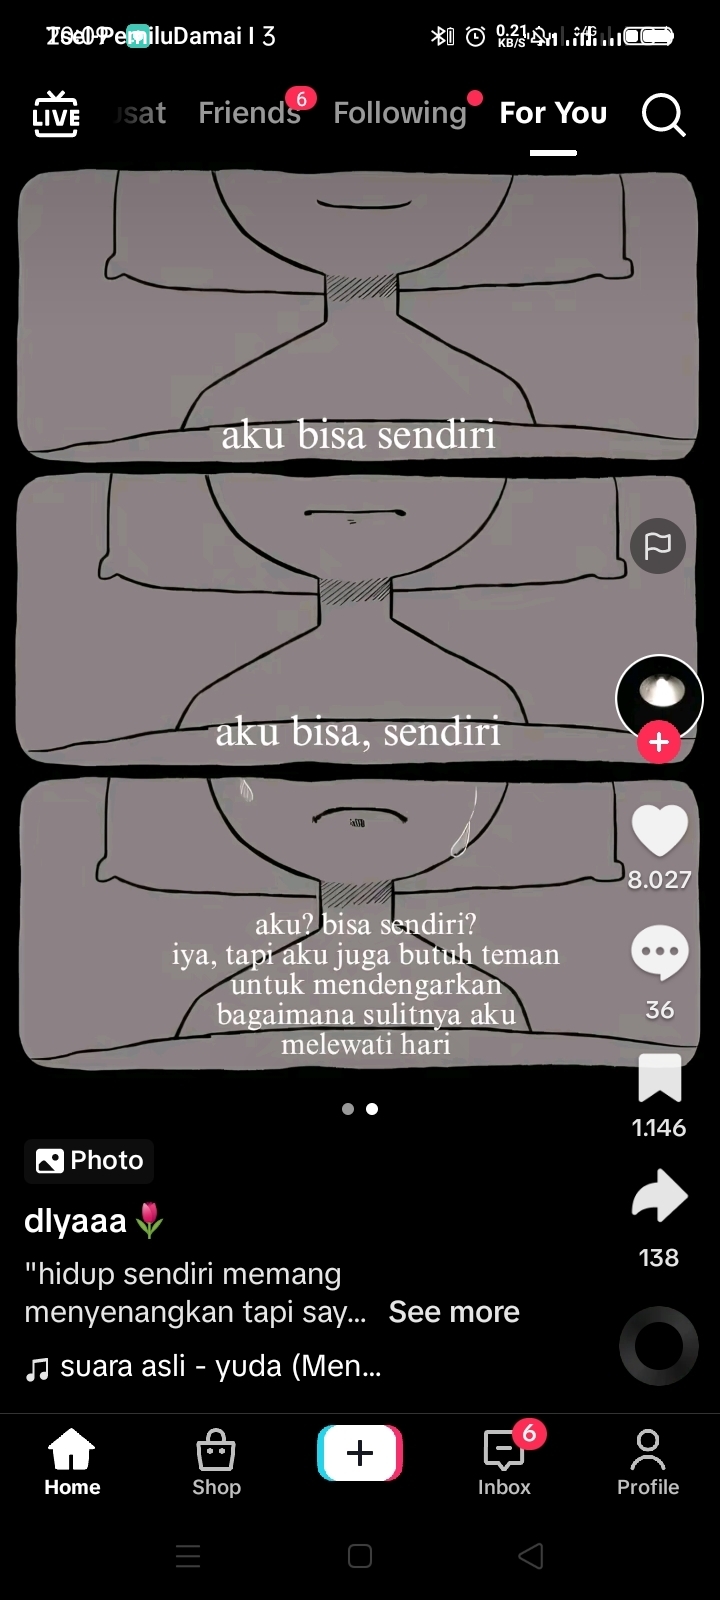 PemiluDamai | 3
0.21
KB/S
LIVE
usat Friends 6 Following For You
aku bisa sendiri
aku bisa, sendiri
aku? bisa sendiri?
iya, tapi aku juga butuh teman
untuk mendengarkan
bagaimana sulitnya aku
melewati hari
8.027
36
1.146
138
Photo
dlyaaa🌷
"hidup sendiri memang
menyenangkan tapi say... See more
suara asli - yuda (Men...
6
Home Shop Inbox Profile